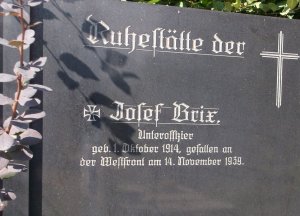 Ruhestätte der
Josef Brix.
Unteroffizier
geb. 1. Oktober 1914, gefallen an
der Westfront am 14. November 1939.